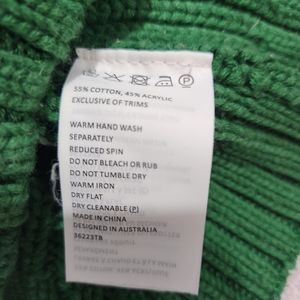 55% COTTON, 45% ACRYLIC
EXCLUSIVE OF TRIMS
WARM HAND WASH
SEPARATELY
REDUCED SPIN
DO NOT BLEACH OR RUB
DO NOT TUMBLE DRY
WARM IRON
DRY FLAT
DRY CLEANABLE (P)
MADE IN CHINA
DESIGNED IN AUSTRALIA
36223TB